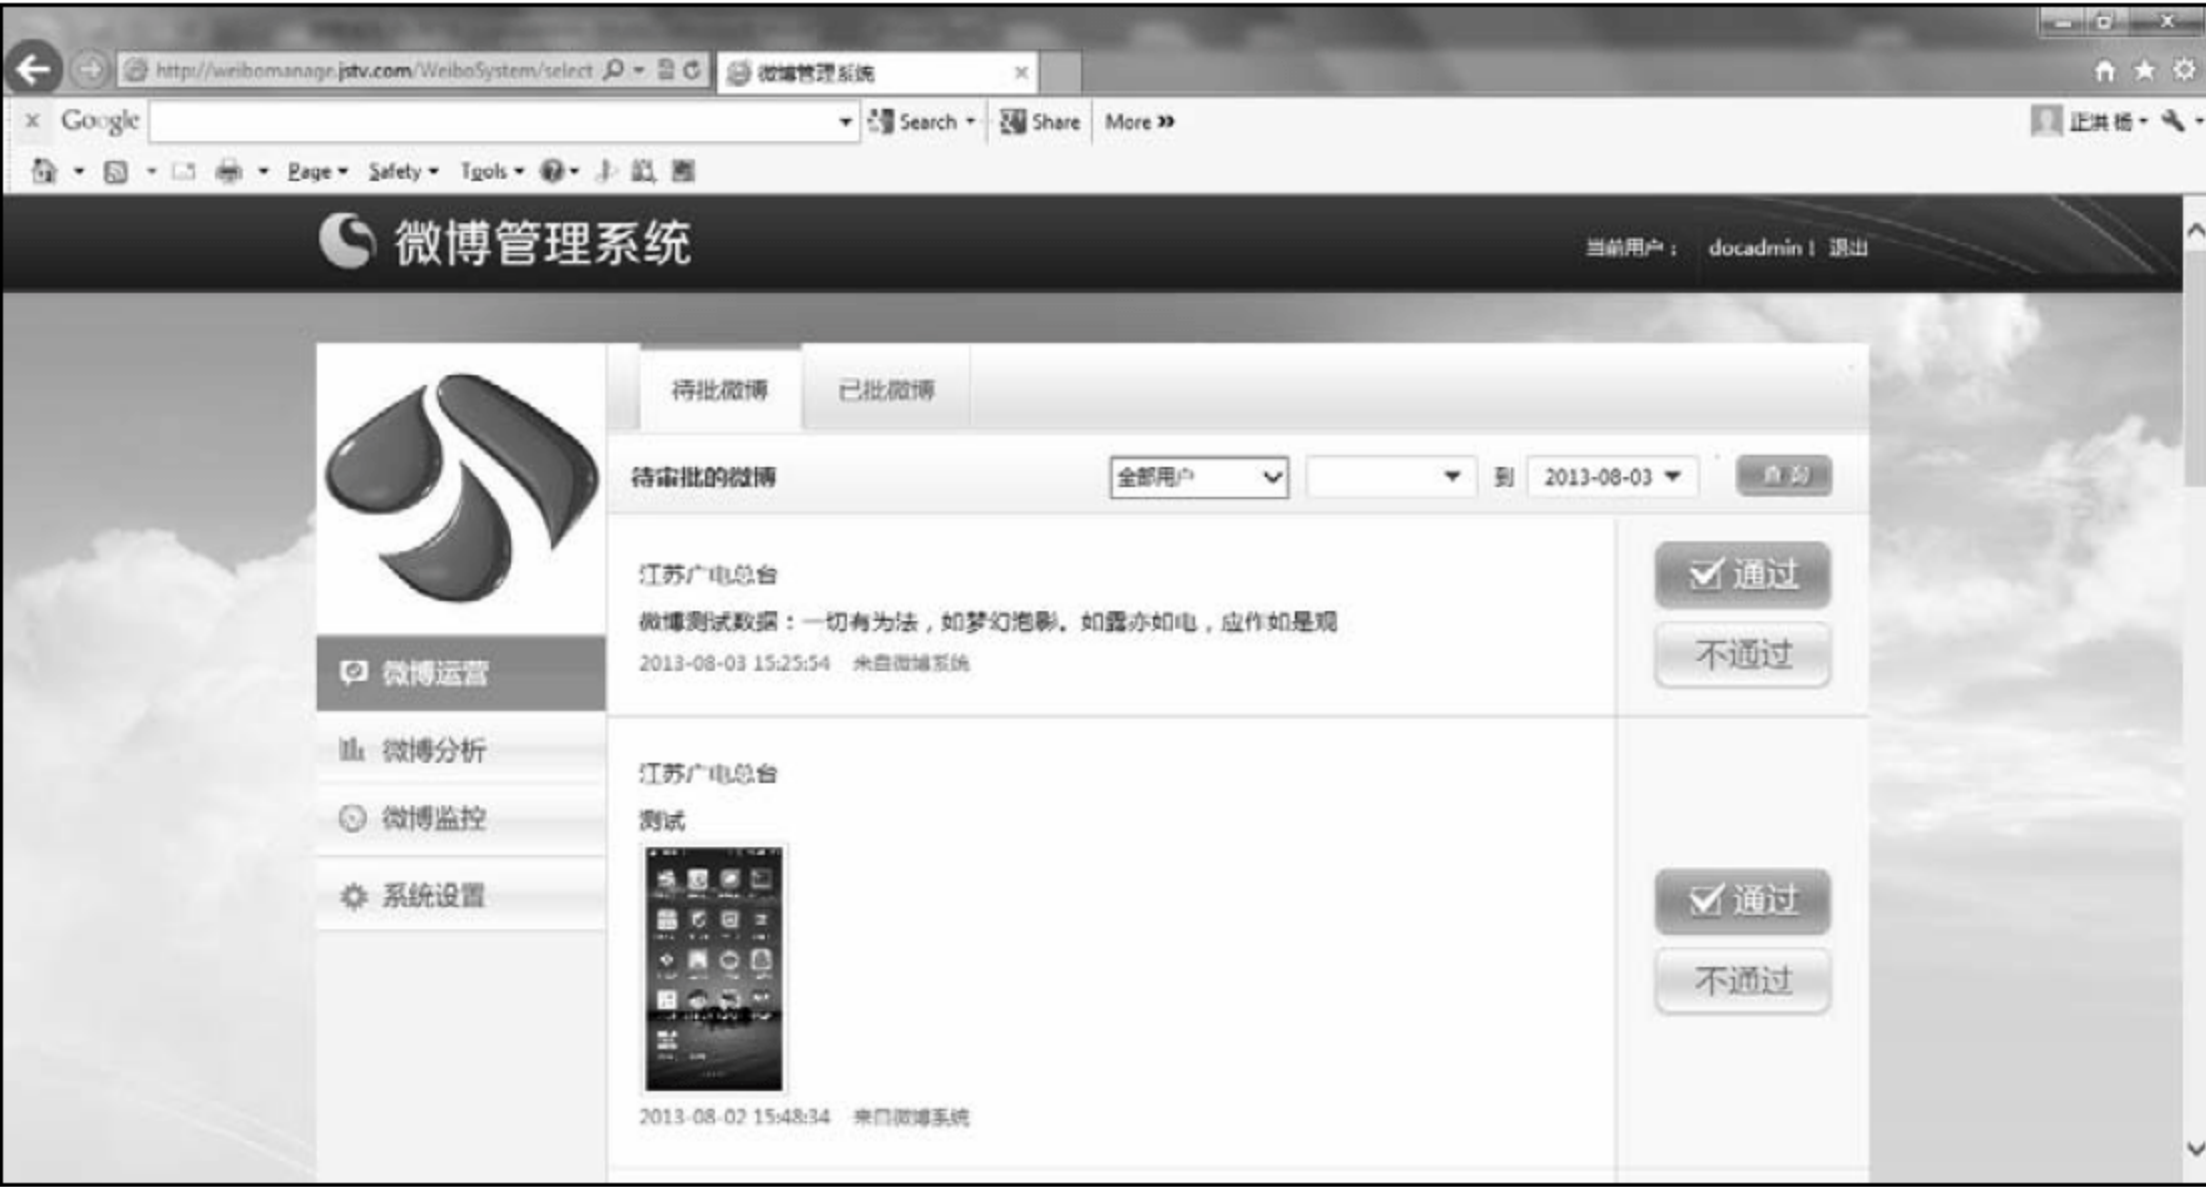 http://weibomanage.jstv.com/WeiboSystem/select
微博管理系统
Google
Search
Share
More »
正洪 杨
Page
Safety
Tools
微博管理系统
当前用户： docadmin！ 退出
待批微博
已批微博
待审批的微博
全部用户
到
2013-08-03
江苏广电总台
微博测试数据：一切有为法，如梦幻泡影。如露亦如电，应作如是观
2013-08-03 15:25:54 来自微博系统
通过
不通过
微博运营
微博分析
微博监控
系统设置
江苏广电总台
测试
2013-08-02 15:48:34 来自微博系统
通过
不通过